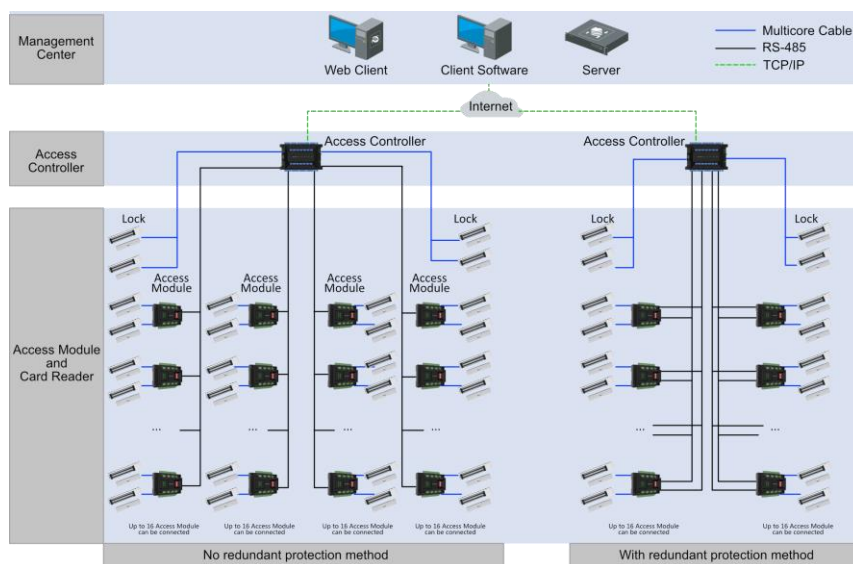 Management
Center
Web Client
Client Software
Server
Multicore Cable
RS-485
TCP/IP
Internet
Access
Controller
Access Controller
Access Controller
Access Module
and
Card Reader
Lock
Lock
Lock
Lock
Access
Module
Access
Module
Access
Module
Access
Module
...
...
...
...
...
...
Up to 16 Access Module
can be connected
Up to 16 Access Module
can be connected
Up to 16 Access Module
can be connected
Up to 16 Access Module
can be connected
Up to 16 Access Module
can be connected
Up to 16 Access Module
can be connected
No redundant protection method
With redundant protection method